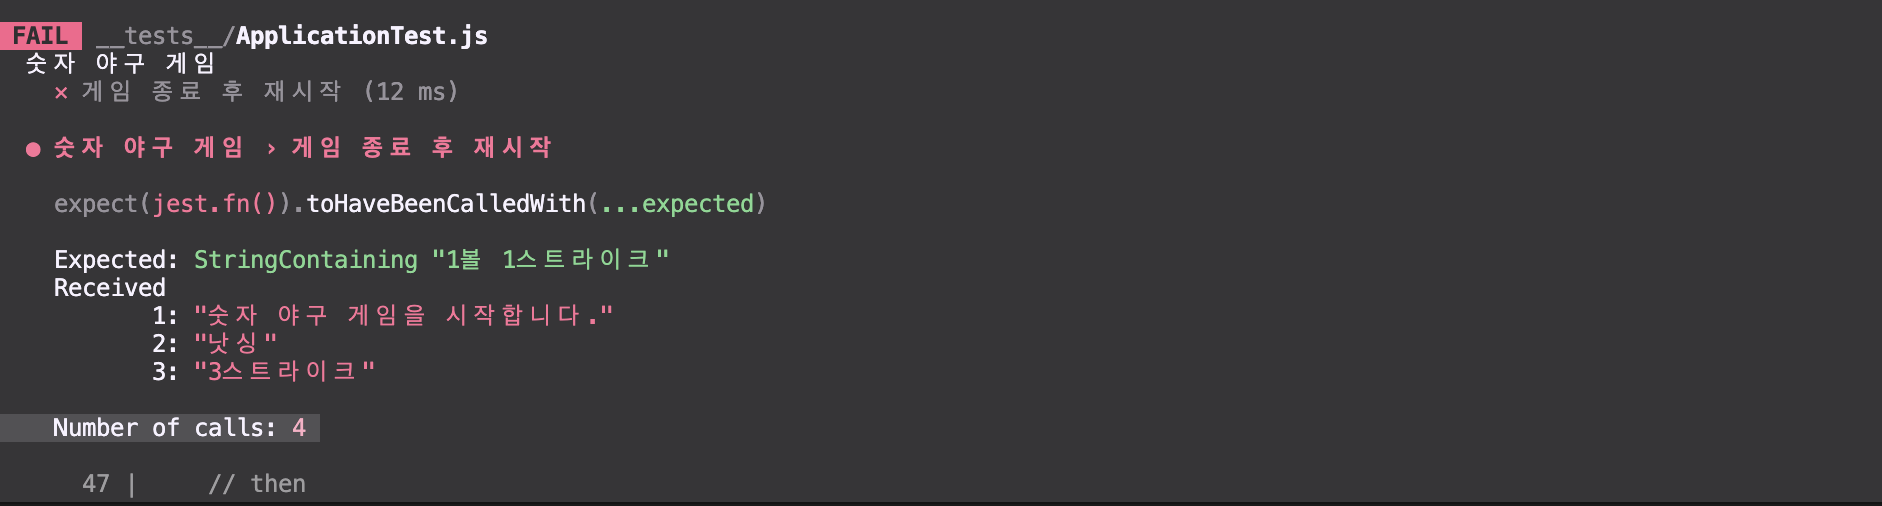 FAIL __tests__/ApplicationTest.js
숫자 야구 게임
✕ 게임 종료 후 재시작 (12 ms)
● 숫자 야구 게임 › 게임 종료 후 재시작
expect(jest.fn()).toHaveBeenCalledWith(...expected)
Expected: StringContaining "1볼 1스트라이크"
Received
1: "숫자 야구 게임을 시작합니다."
2: "낫싱"
3: "3스트라이크"
Number of calls: 4
47 | // then